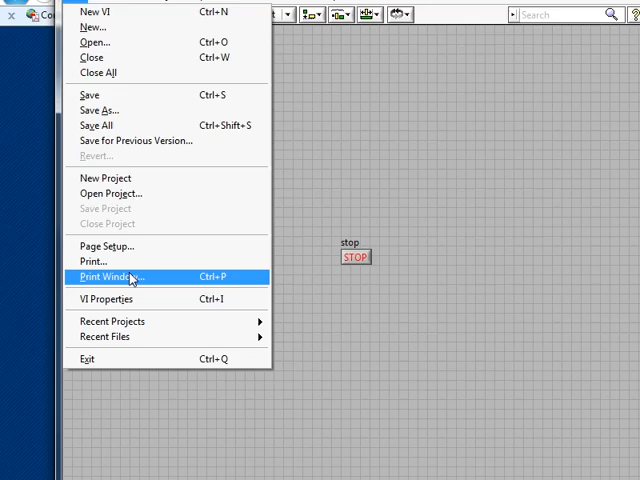 Co
New VI Ctrl+N
New...
Open... Ctrl+O
Close Ctrl+W
Close All
Save Ctrl+S
Save As...
Save All Ctrl+Shift+S
Save for Previous Version...
Revert...
New Project
Open Project...
Save Project
Close Project
Page Setup...
Print...
Print Window... Ctrl+P
VI Properties Ctrl+I
Recent Projects
Recent Files
Exit Ctrl+Q
Search
?
stop
STOP